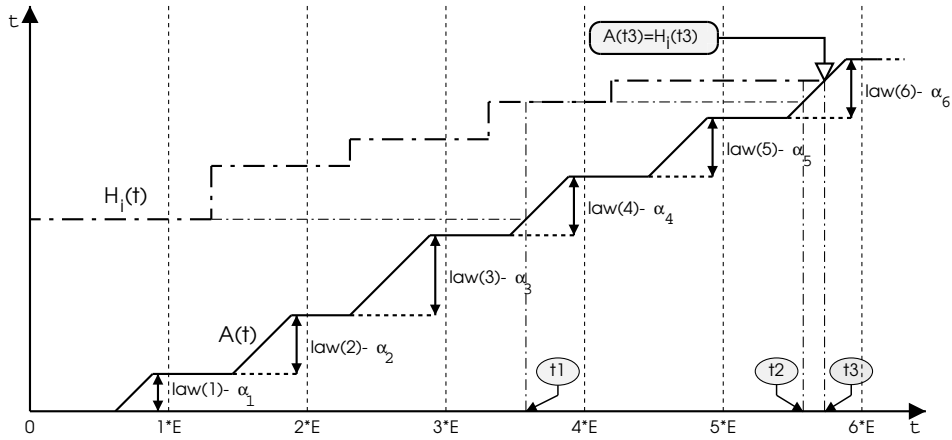 t
A(t3)=Hi(t3)
law(6)- α6
law(5)- α5
Hi(t)
law(4)- α4
law(3)- α3
A(t)
law(2)- α2
law(1)- α1
t1
t2
t3
0 1*E 2*E 3*E 4*E 5*E 6*E t